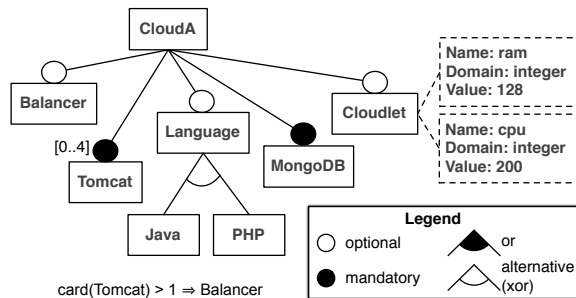 CloudA
Name: ram
Domain: integer
Value: 128
Balancer
Cloudlet
Language
[0..4]
Name: cpu
Domain: integer
Value: 200
Tomcat
MongoDB
Java
PHP
Legend
optional
or
mandatory
alternative
(xor)
card(Tomcat) > 1 ⇒ Balancer